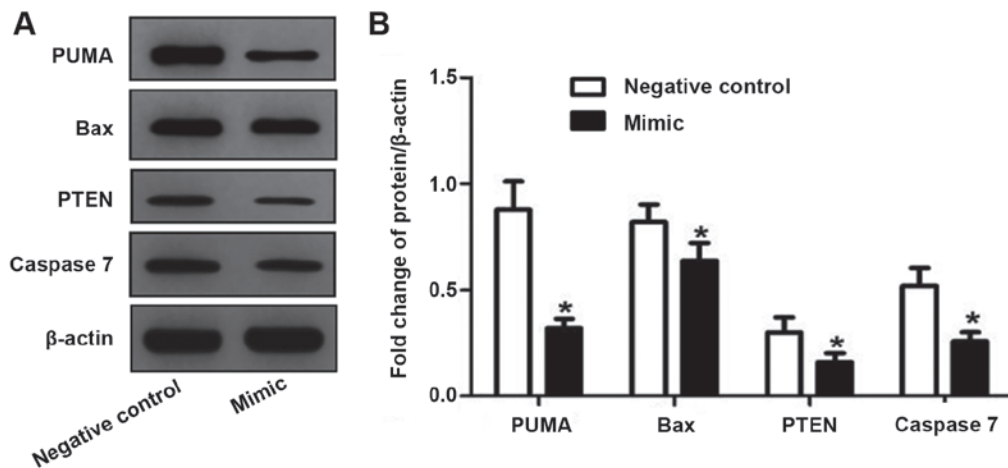 A
PUMA
Bax
PTEN
Caspase 7
β-actin
Negative control
Mimic
B
Fold change of protein/β-actin
1.5
1.0
0.5
0.0
Negative control
Mimic
*
*
*
*
PUMA
Bax
PTEN
Caspase 7